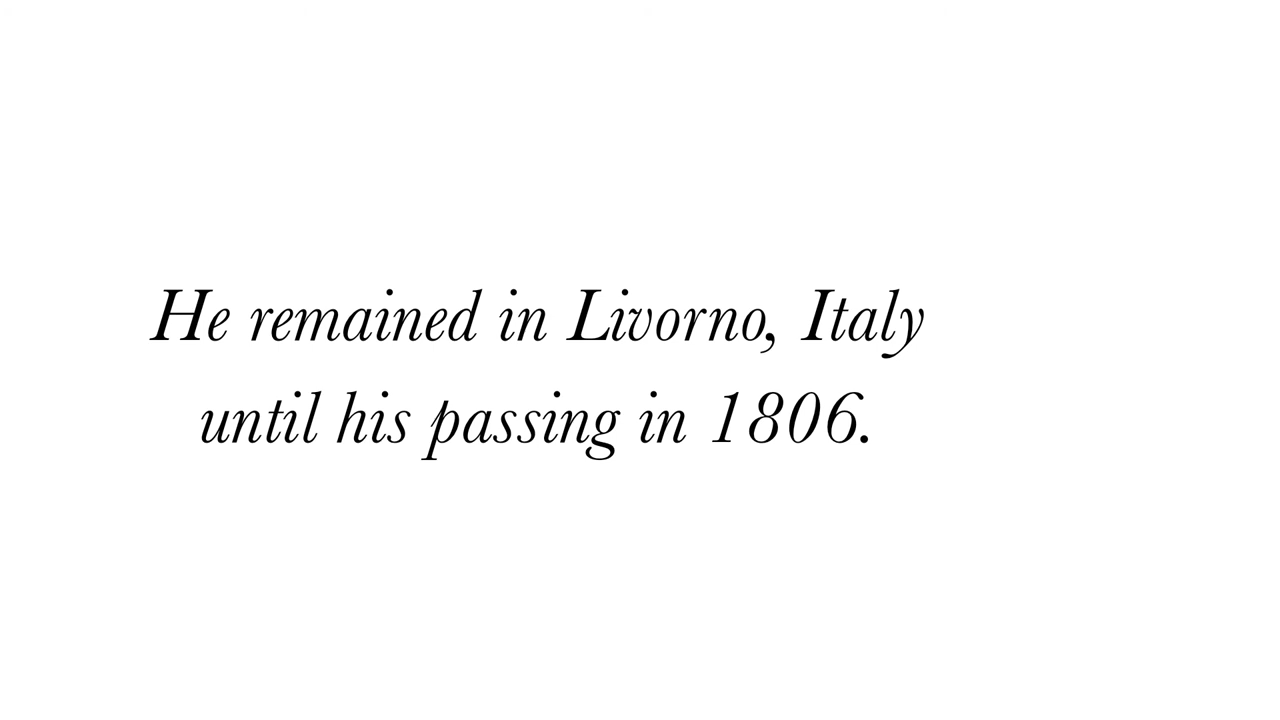 He remained in Livorno, Italy
until his passing in 1806.